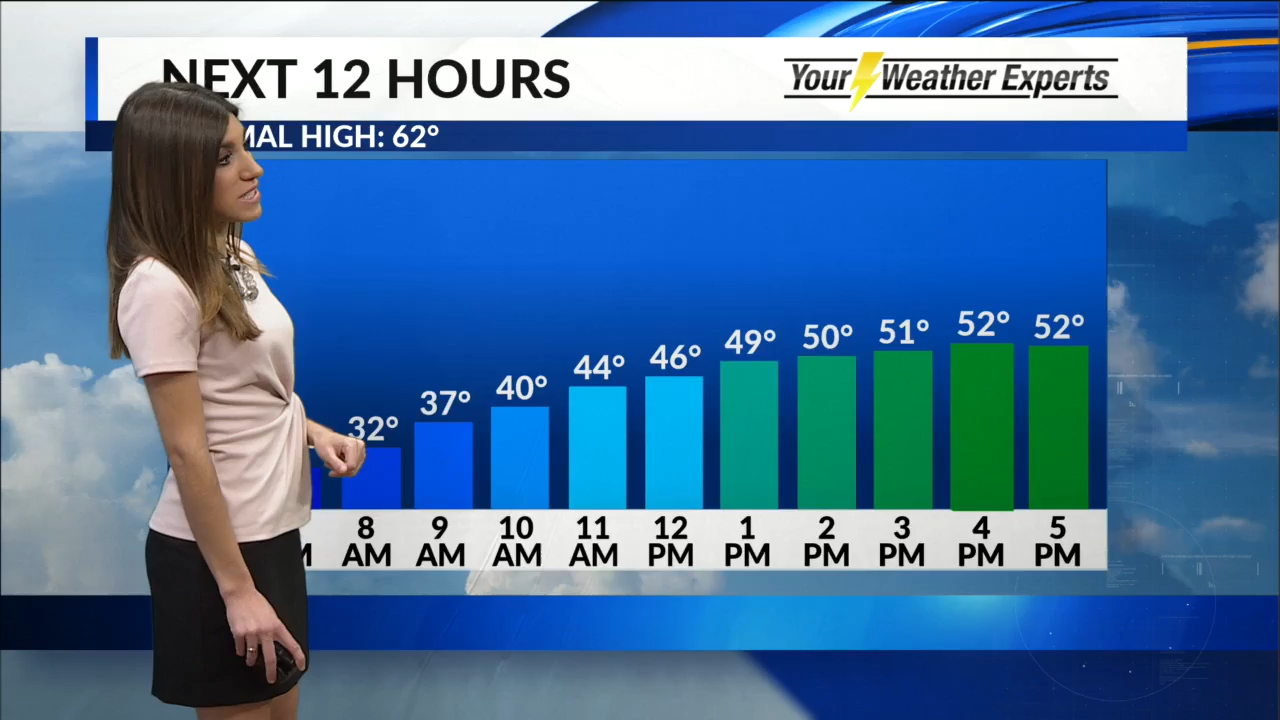 NEXT 12 HOURS
Your Weather Experts
MAL HIGH: 62°
32° 37° 40° 44° 46° 49° 50° 51° 52° 52°
8 9 10 11 12 1 2 3 4 5
AM AM AM AM PM PM PM PM PM PM